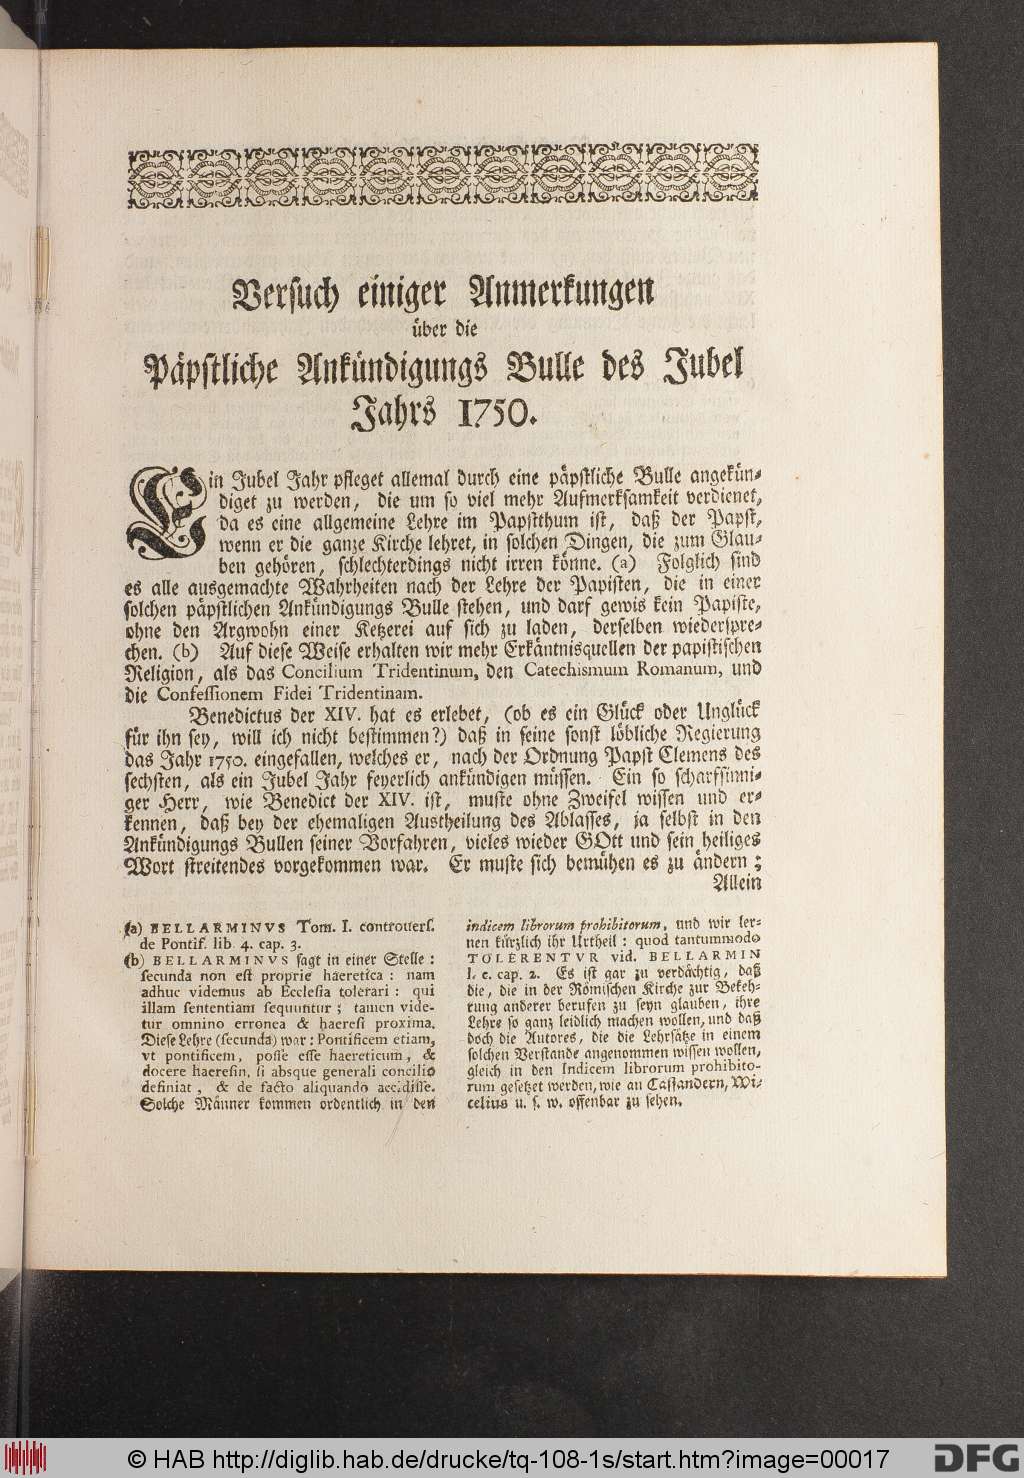 Versuch einiger Anmerkungen
über die
Päpstliche Ankündigungs Bulle des Jubel
Jahrs 1750.
Ein Jubel Jahr pfleget allemal durch eine päpstliche Bulle angekün-
diget zu werden, die um so viel mehr Aufmerksamkeit verdienet,
da es eine allgemeine Lehre im Papstthum ist, daß der Papst,
wenn er die ganze Kirche lehret, in solchen Dingen, die zum Glau-
ben gehören, schlechterdings nicht irren könne. (a) Folglich sind
es alle ausgemachte Wahrheiten nach der Lehre der Papisten, die in einer
solchen päpstlichen Ankündigungs Bulle stehen, und darf gewis kein Papiste,
ohne den Argwohn einer Ketzerei auf sich zu laden, derselben wiederspre-
chen. (b) Auf diese Weise erhalten wir mehr Erkäntnisquellen der papistischen
Religion, als das Concilium Tridentinum, den Catechismum Romanum, und
die Confessionem Fidei Tridentinam.
Benedictus der XIV. hat es erlebet, (ob es ein Glück oder Unglück
für ihn sey, will ich nicht bestimmen?) daß in seine sonst löbliche Regierung
das Jahr 1750. eingefallen, welches er, nach der Ordnung Papst Clemens des
sechsten, als ein Jubel Jahr feyerlich ankündigen müssen. Ein so scharfsinni-
ger Herr, wie Benedict der XIV. ist, muste ohne Zweifel wissen und er-
kennen, daß bey der ehemaligen Austheilung des Ablasses, ja selbst in den
Ankündigungs Bullen seiner Vorfahren, vieles wieder GOtt und sein heiliges
Wort streitendes vorgekommen war. Er muste sich bemühen es zu ändern;
Allein
(a) BELLARMINVS Tom. I. controuers.
de Pontif. lib. 4. cap. 3.
(b) BELLARMINVS sagt in einer Stelle:
secunda non est proprie haeretica: nam
adhuc videmus ab Ecclesia tolerari: qui
illam sententiam sequuntur; tamen vide-
tur omnino erronea & haeresi proxima.
Diese Lehre (secunda) war: Pontificem etiam,
vt pontificem, posse esse haereticum, &
docere haeresin, si absque generali concilio
definiat, & de facto aliquando accidisse.
Solche Männer kommen ordentlich in den
indicem librorum prohibitorum, und wir ler-
nen kürzlich ihr Urtheil: quod tantummodo
TOLERENTVR vid. BELLARMIN
l. c. cap. 2. Es ist gar zu verdächtig, daß
die, die in der Römischen Kirche zur Bekeh-
rung anderer berufen zu seyn glauben, ihre
Lehre so ganz leidlich machen wollen, und daß
doch die Autores, die die Lehrsätze in einem
solchen Verstande angenommen wissen wollen,
gleich in den Indicem librorum prohibito-
rum gesetzet werden, wie an Cassandern, Wi-
celius u. s. w. offenbar zu sehen.
© HAB http://diglib.hab.de/drucke/tq-108-1s/start.htm?image=00017
DFG